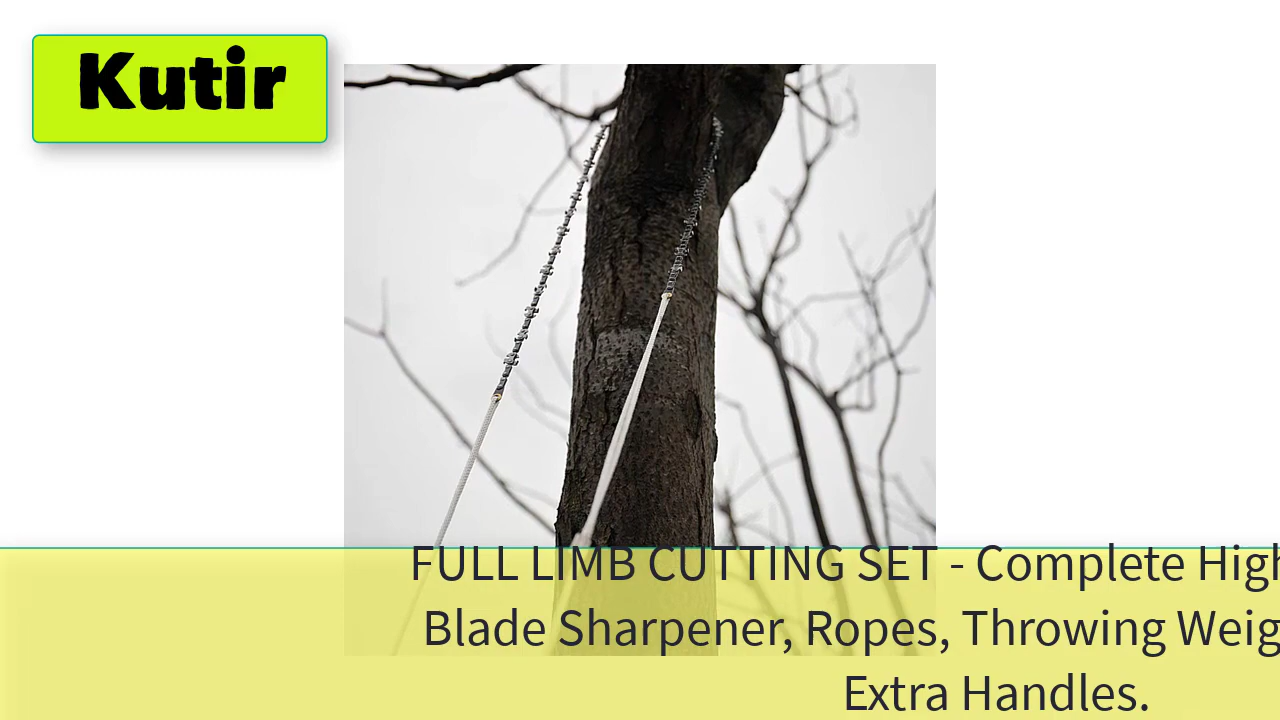 Kutir
FULL LIMB CUTTING SET - Complete High
Blade Sharpener, Ropes, Throwing Weig
Extra Handles.